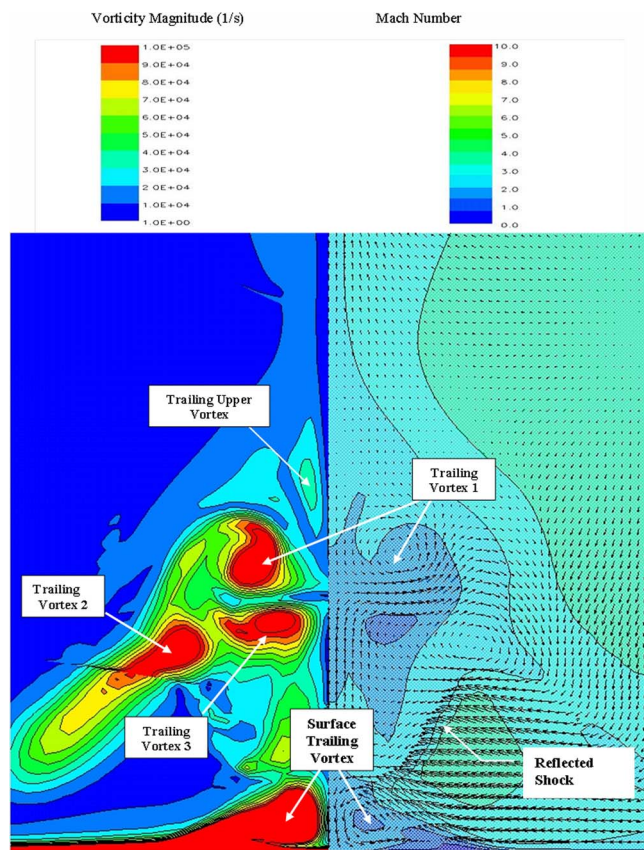 Vorticity Magnitude (1/s)
Mach Number
1.0E+05
9.0E+04
8.0E+04
7.0E+04
6.0E+04
5.0E+04
4.0E+04
3.0E+04
2.0E+04
1.0E+04
1.0E+00
10.0
9.0
8.0
7.0
6.0
5.0
4.0
3.0
2.0
1.0
0.0
Trailing Upper
Vortex
Trailing
Vortex 1
Trailing
Vortex 2
Trailing
Vortex 3
Surface
Trailing
Vortex
Reflected
Shock